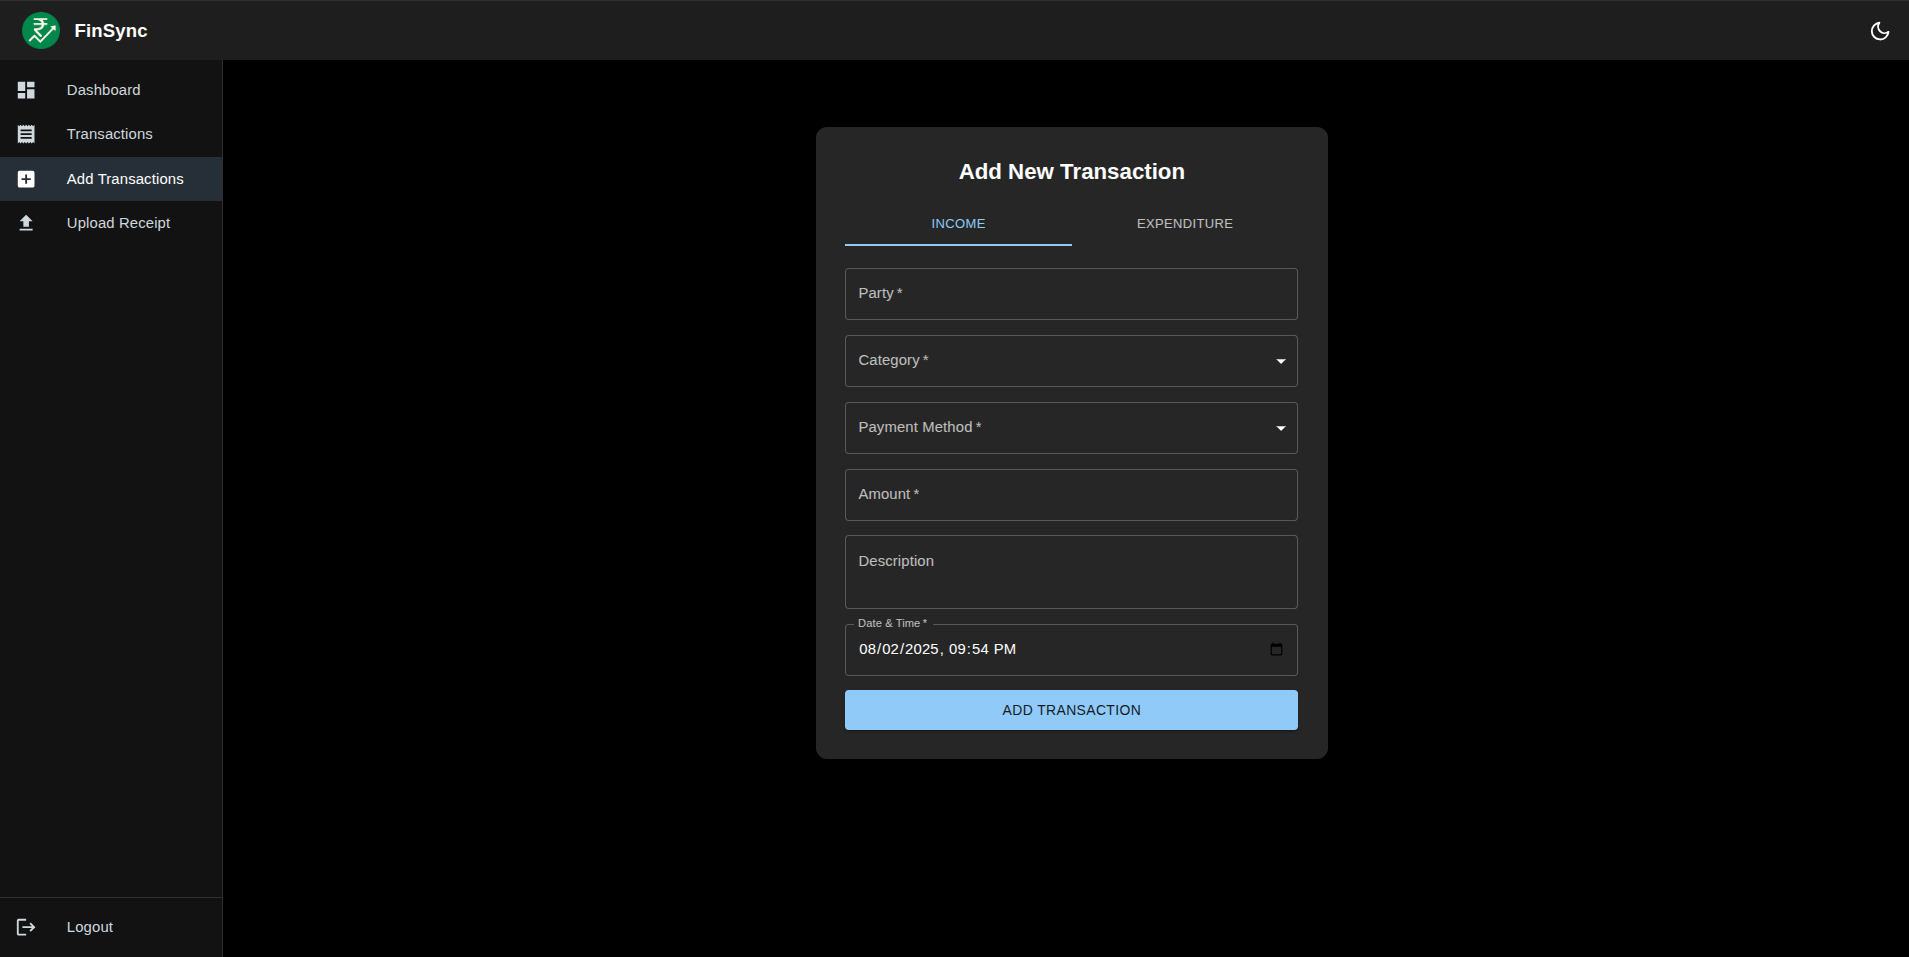 FinSync
Dashboard
Transactions
Add Transactions
Upload Receipt
Logout
Add New Transaction
INCOME
EXPENDITURE
Party *
Category *
Payment Method *
Amount *
Description
Date & Time *
08/02/2025, 09:54 PM
ADD TRANSACTION